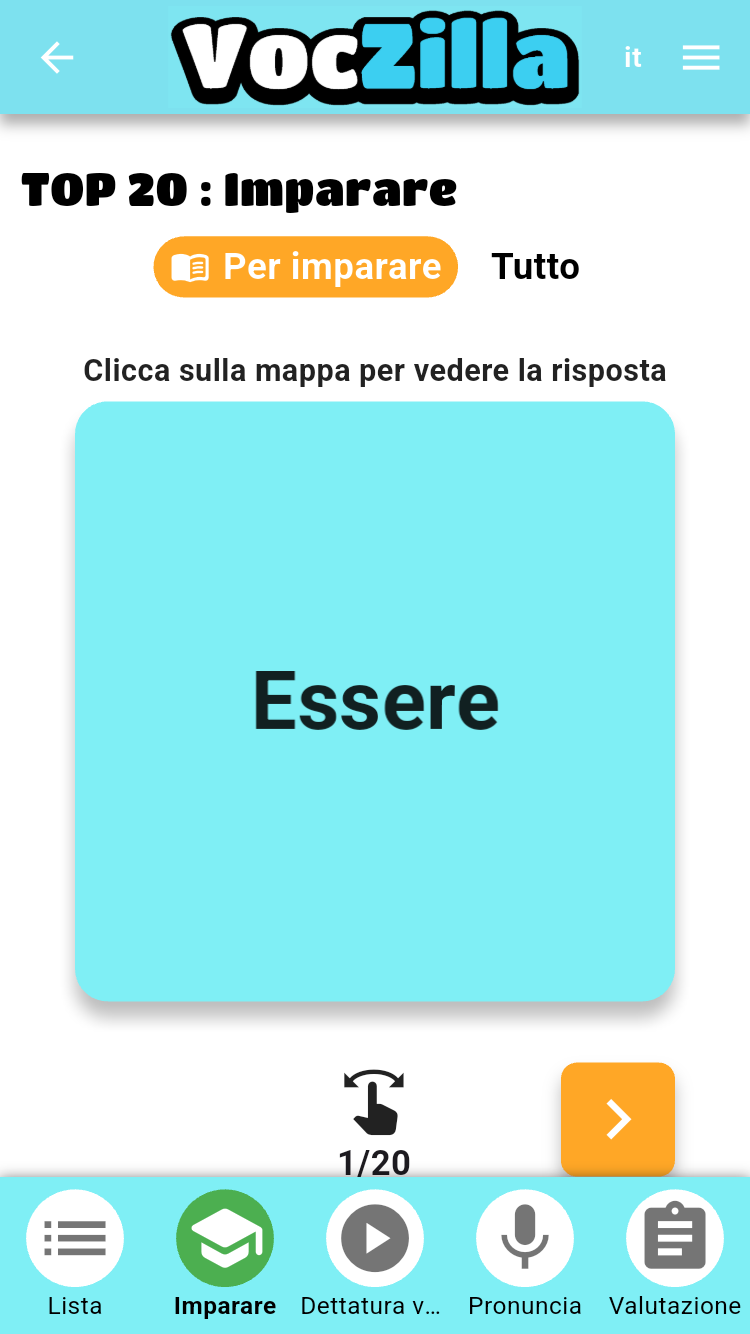 VocZilla
it
TOP 20 : Imparare
Per imparare
Tutto
Clicca sulla mappa per vedere la risposta
Essere
1/20
Lista
Imparare
Dettatura v...
Pronuncia
Valutazione